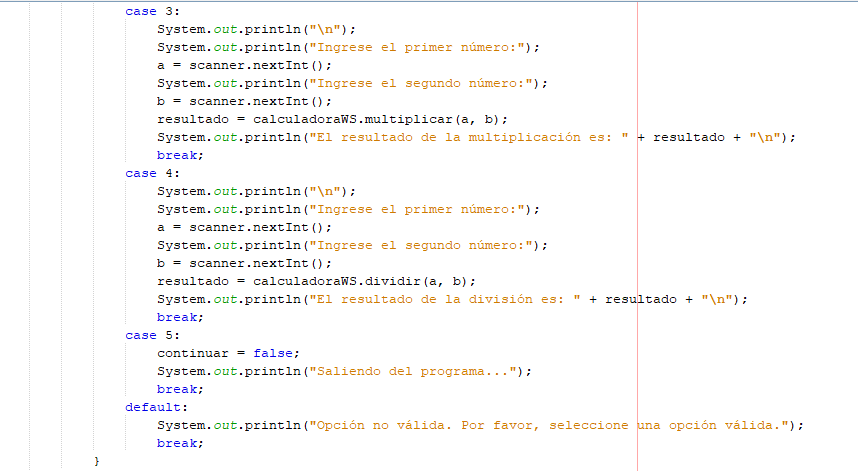 case 3:
System.out.println("\n");
System.out.println("Ingrese el primer número:");
a = scanner.nextInt();
System.out.println("Ingrese el segundo número:");
b = scanner.nextInt();
resultado = calculadoraWS.multiplicar(a, b);
System.out.println("El resultado de la multiplicación es: " + resultado + "\n");
break;
case 4:
System.out.println("\n");
System.out.println("Ingrese el primer número:");
a = scanner.nextInt();
System.out.println("Ingrese el segundo número:");
b = scanner.nextInt();
resultado = calculadoraWS.dividir(a, b);
System.out.println("El resultado de la división es: " + resultado + "\n");
break;
case 5:
continuar = false;
System.out.println("Saliendo del programa...");
break;
default:
System.out.println("Opción no válida. Por favor, seleccione una opción válida.");
break;
}